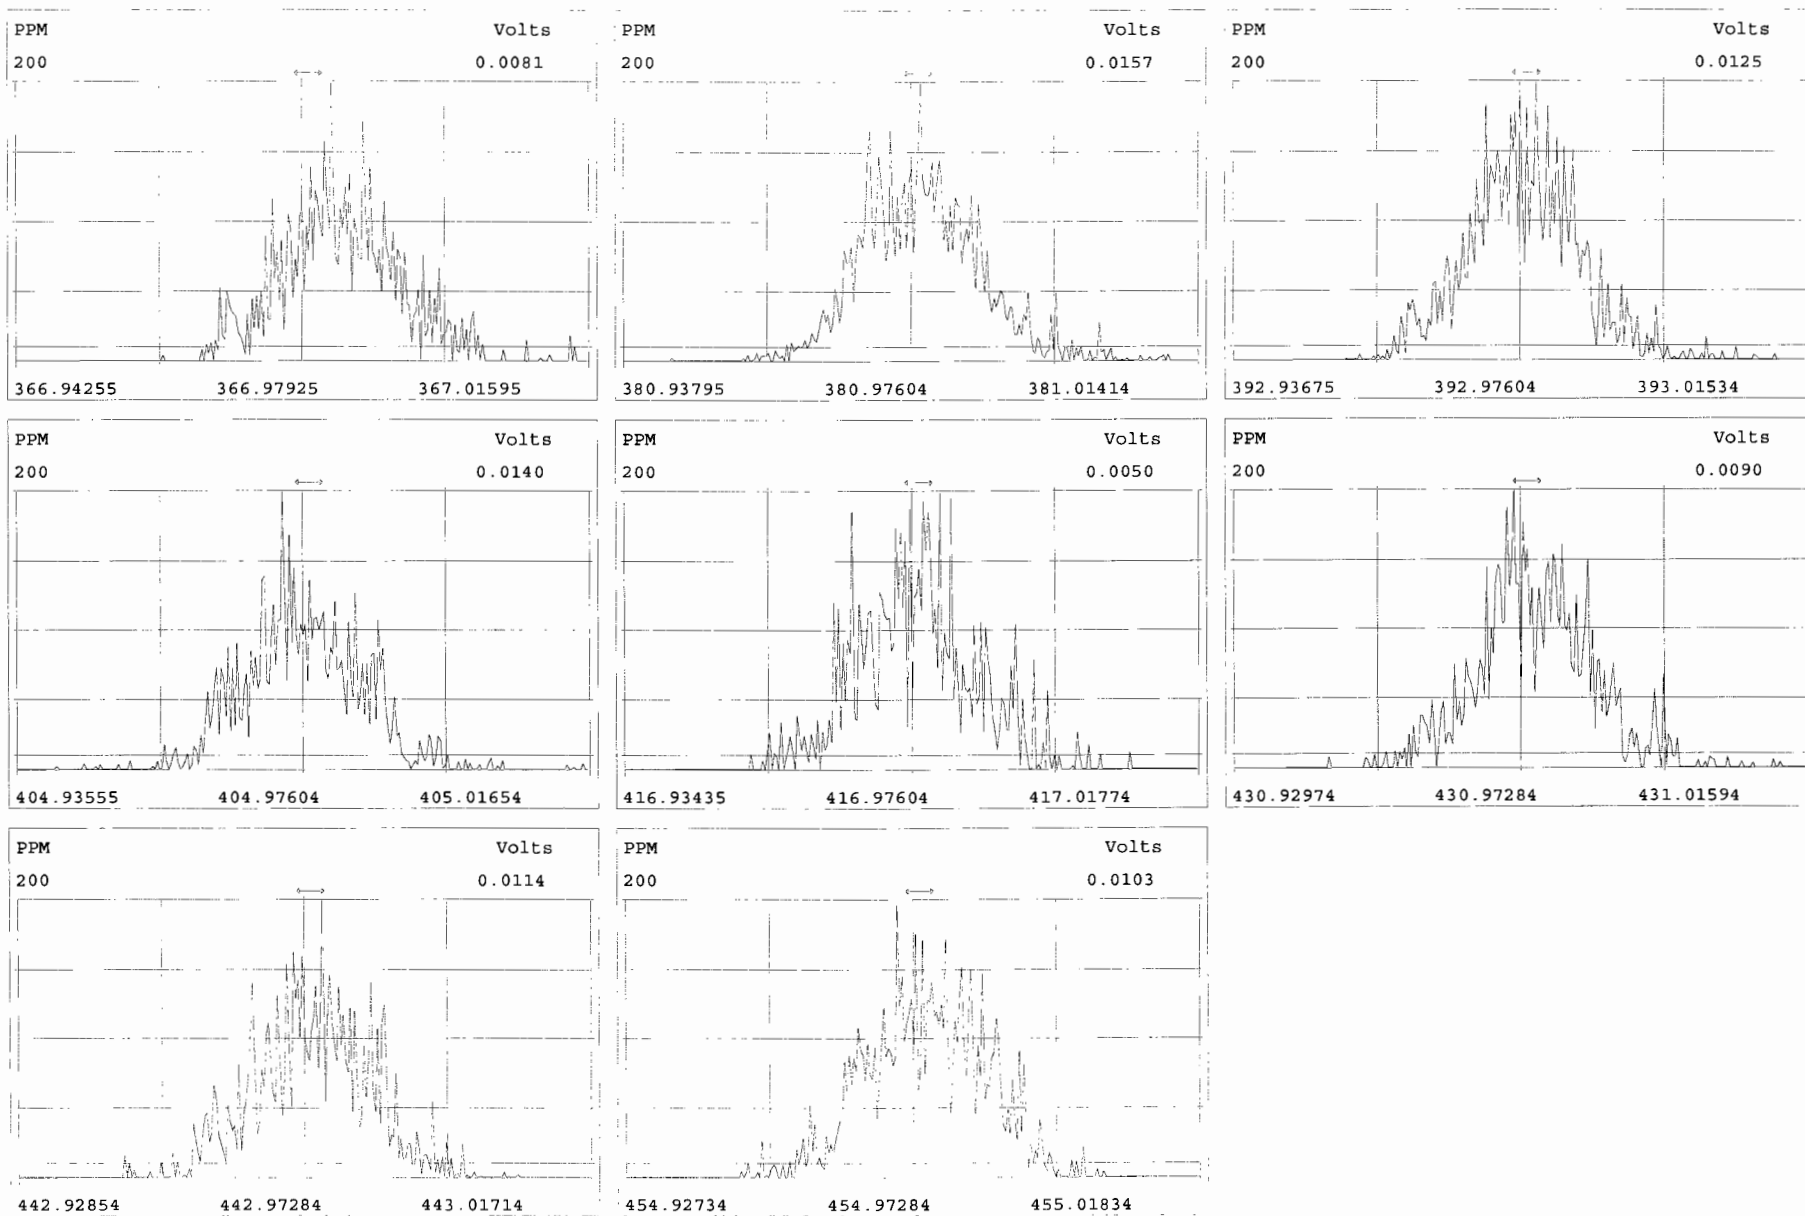 PPM Volts
200 0.0081
366.94255 366.97925 367.01595
PPM Volts
200 0.0157
380.93795 380.97604 381.01414
PPM Volts
200 0.0125
392.93675 392.97604 393.01534
PPM Volts
200 0.0140
404.93555 404.97604 405.01654
PPM Volts
200 0.0050
416.93435 416.97604 417.01774
PPM Volts
200 0.0090
430.92974 430.97284 431.01594
PPM Volts
200 0.0114
442.92854 442.97284 443.01714
PPM Volts
200 0.0103
454.92734 454.97284 455.01834